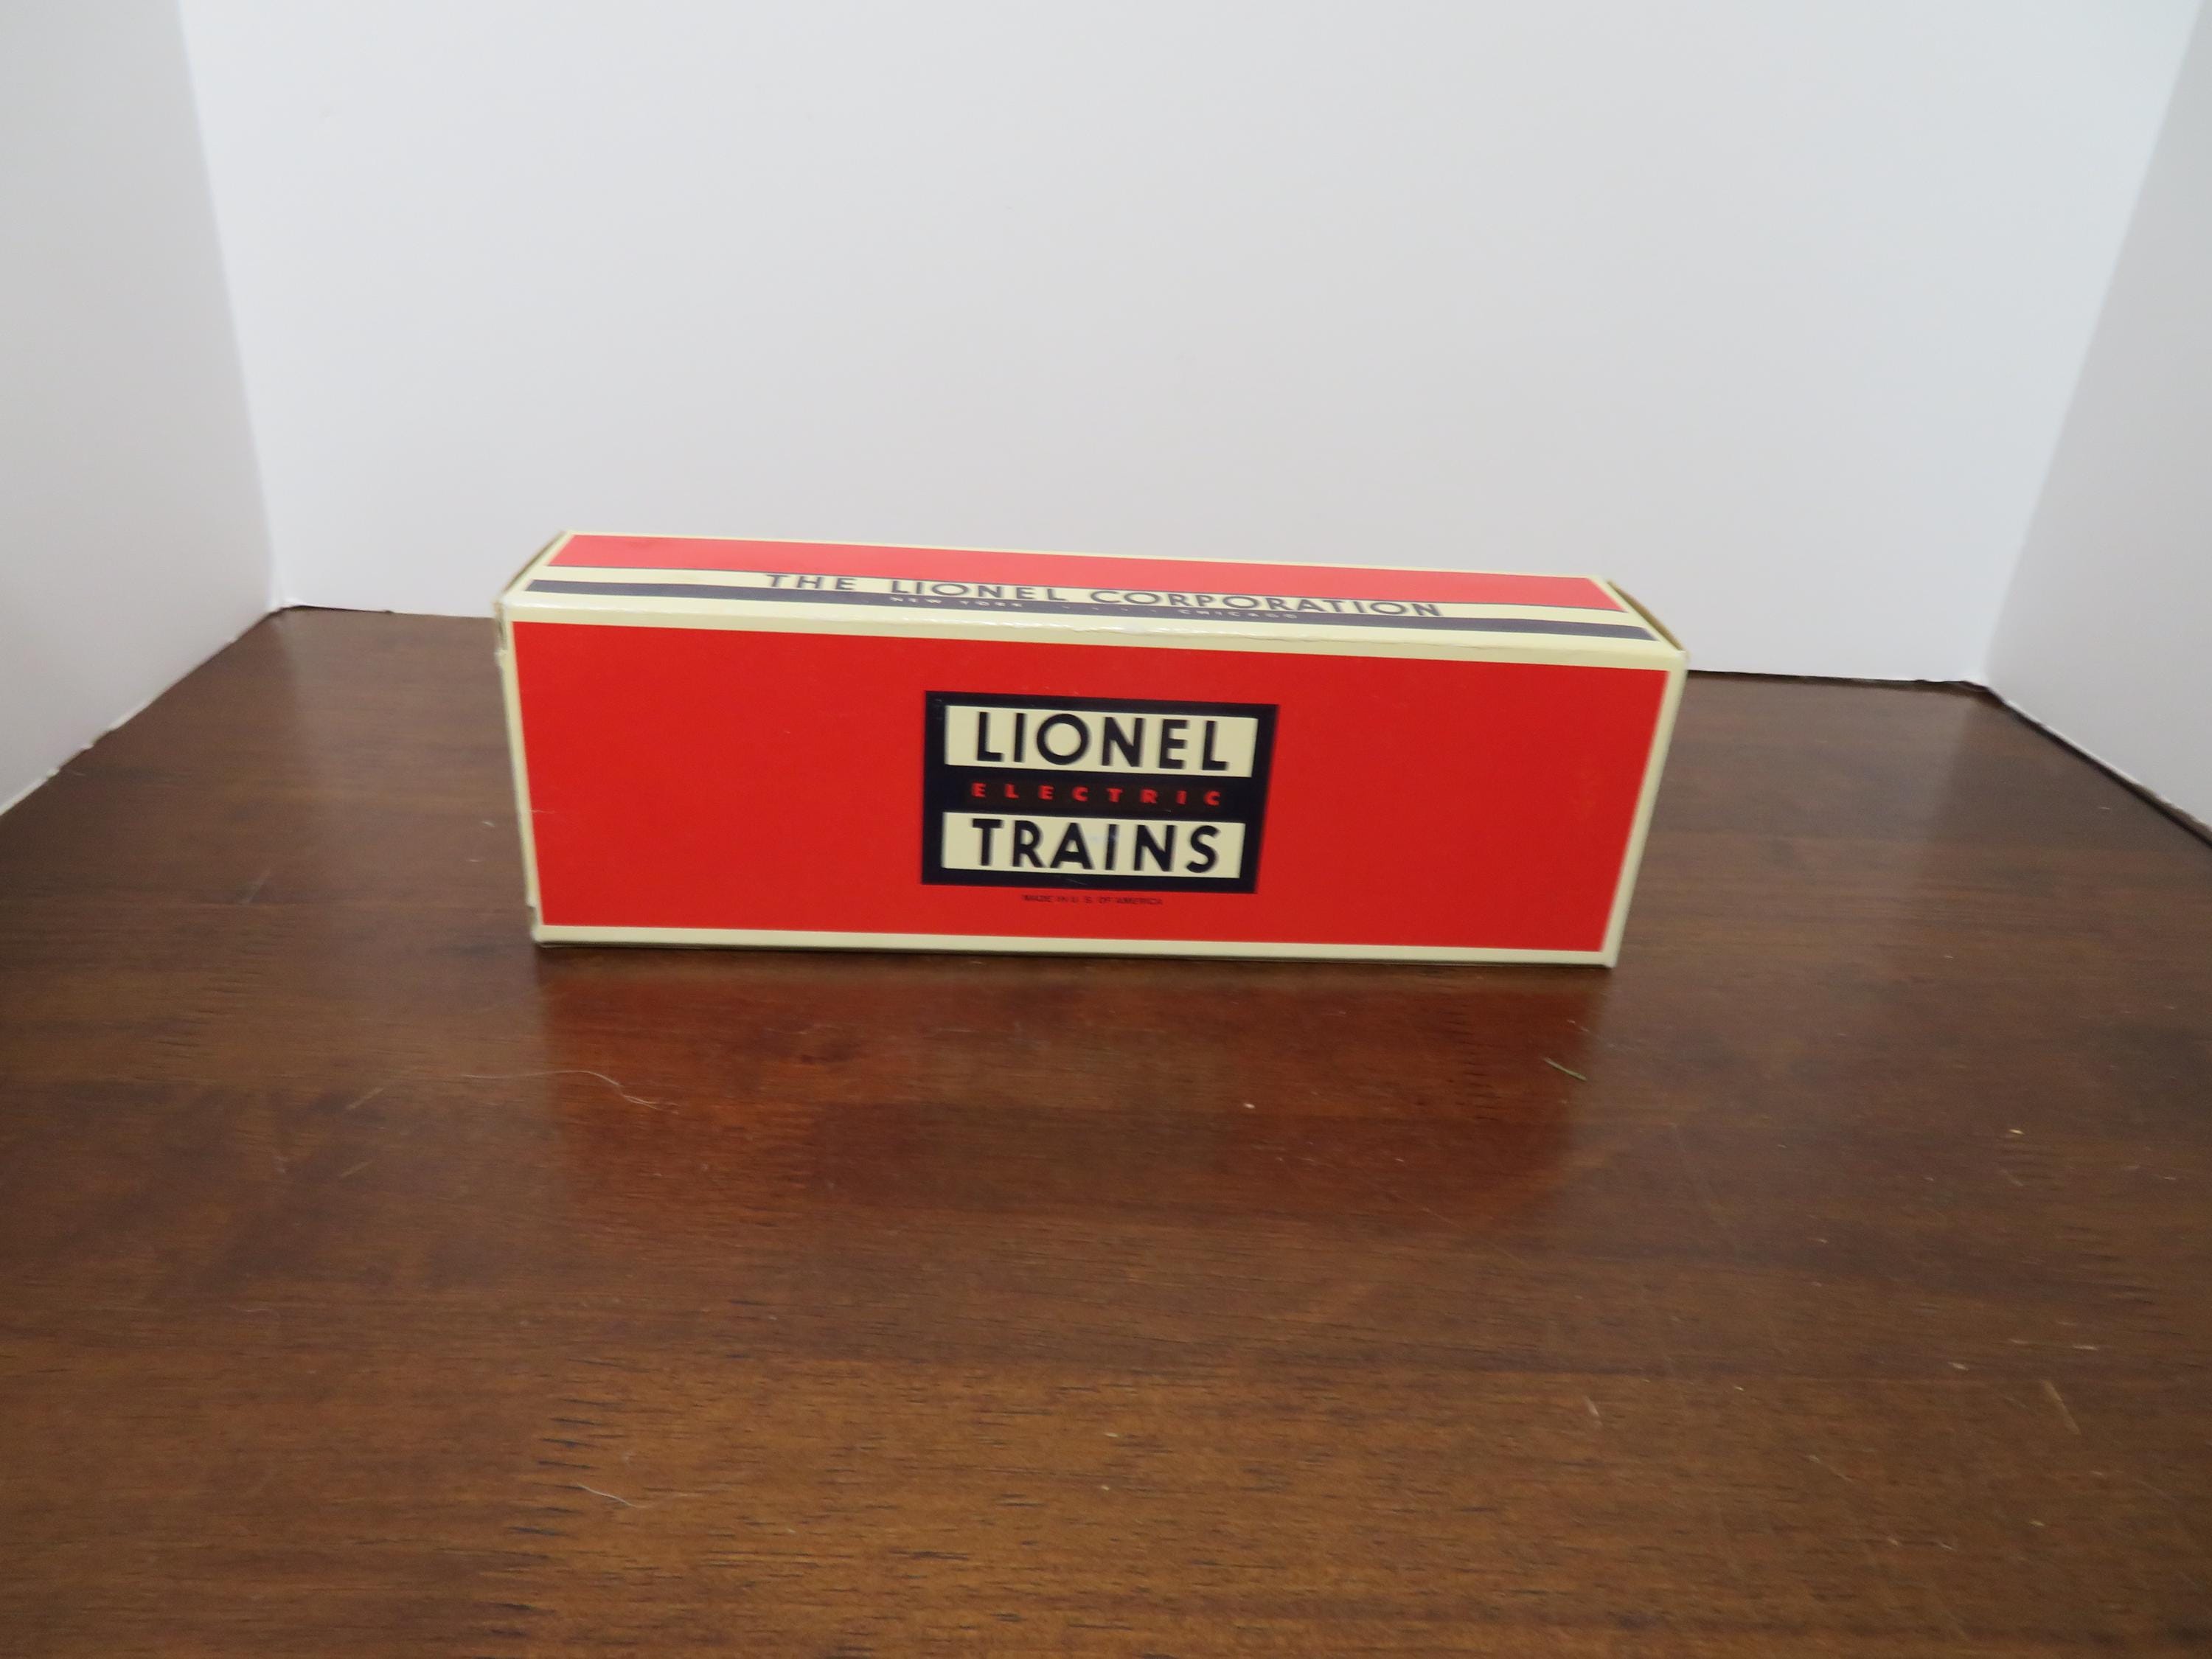 THE LIONEL CORPORATION
NEW YORK . . . . CHICAGO
LIONEL
ELECTRIC
TRAINS
MADE IN U. S. OF AMERICA